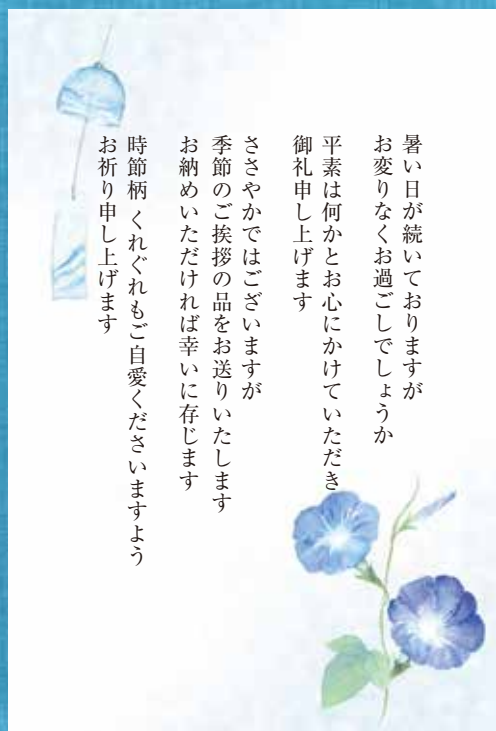 暑い日が続いておりますが
お変りなくお過ごしでしょうか
平素は何かとお心にかけていただき
御礼申し上げます
ささやかではございますが
季節のご挨拶の品をお送りいたします
お納めいただければ幸いに存じます
時節柄 くれぐれもご自愛くださいますよう
お祈り申し上げます